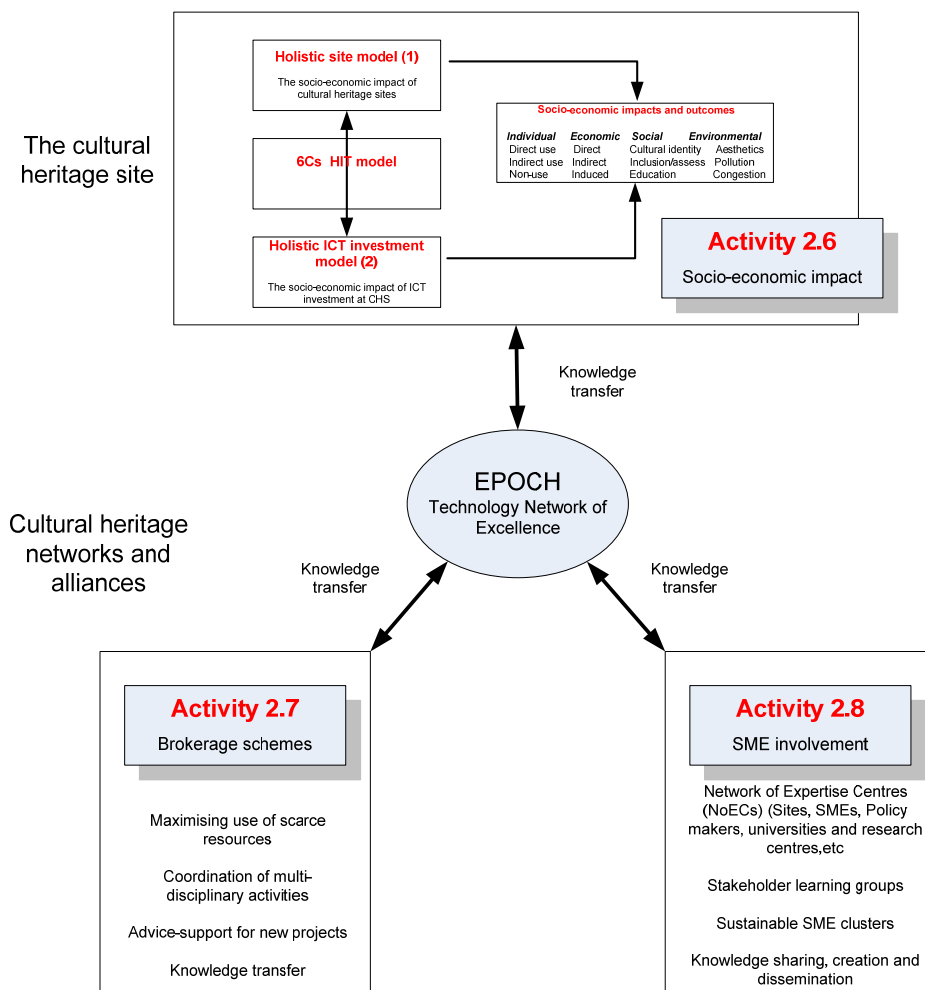 The cultural
heritage site
Holistic site model (1)
The socio-economic impact of
cultural heritage sites
6Cs HIT model
Holistic ICT investment
model (2)
The socio-economic impact of ICT
investment at CHS
Socio-economic impacts and outcomes
Individual Economic Social Environmental
Direct use Direct Cultural identity Aesthetics
Indirect use Indirect Inclusion/assess Pollution
Non-use Induced Education Congestion
Activity 2.6
Socio-economic impact
Knowledge
transfer
EPOCH
Technology Network of
Excellence
Cultural heritage
networks and
alliances
Knowledge
transfer
Knowledge
transfer
Activity 2.7
Brokerage schemes
Maximising use of scarce
resources
Coordination of multi-
disciplinary activities
Advice-support for new projects
Knowledge transfer
Activity 2.8
SME involvement
Network of Expertise Centres
(NoECs) (Sites, SMEs, Policy
makers, universities and research
centres,etc
Stakeholder learning groups
Sustainable SME clusters
Knowledge sharing, creation and
dissemination